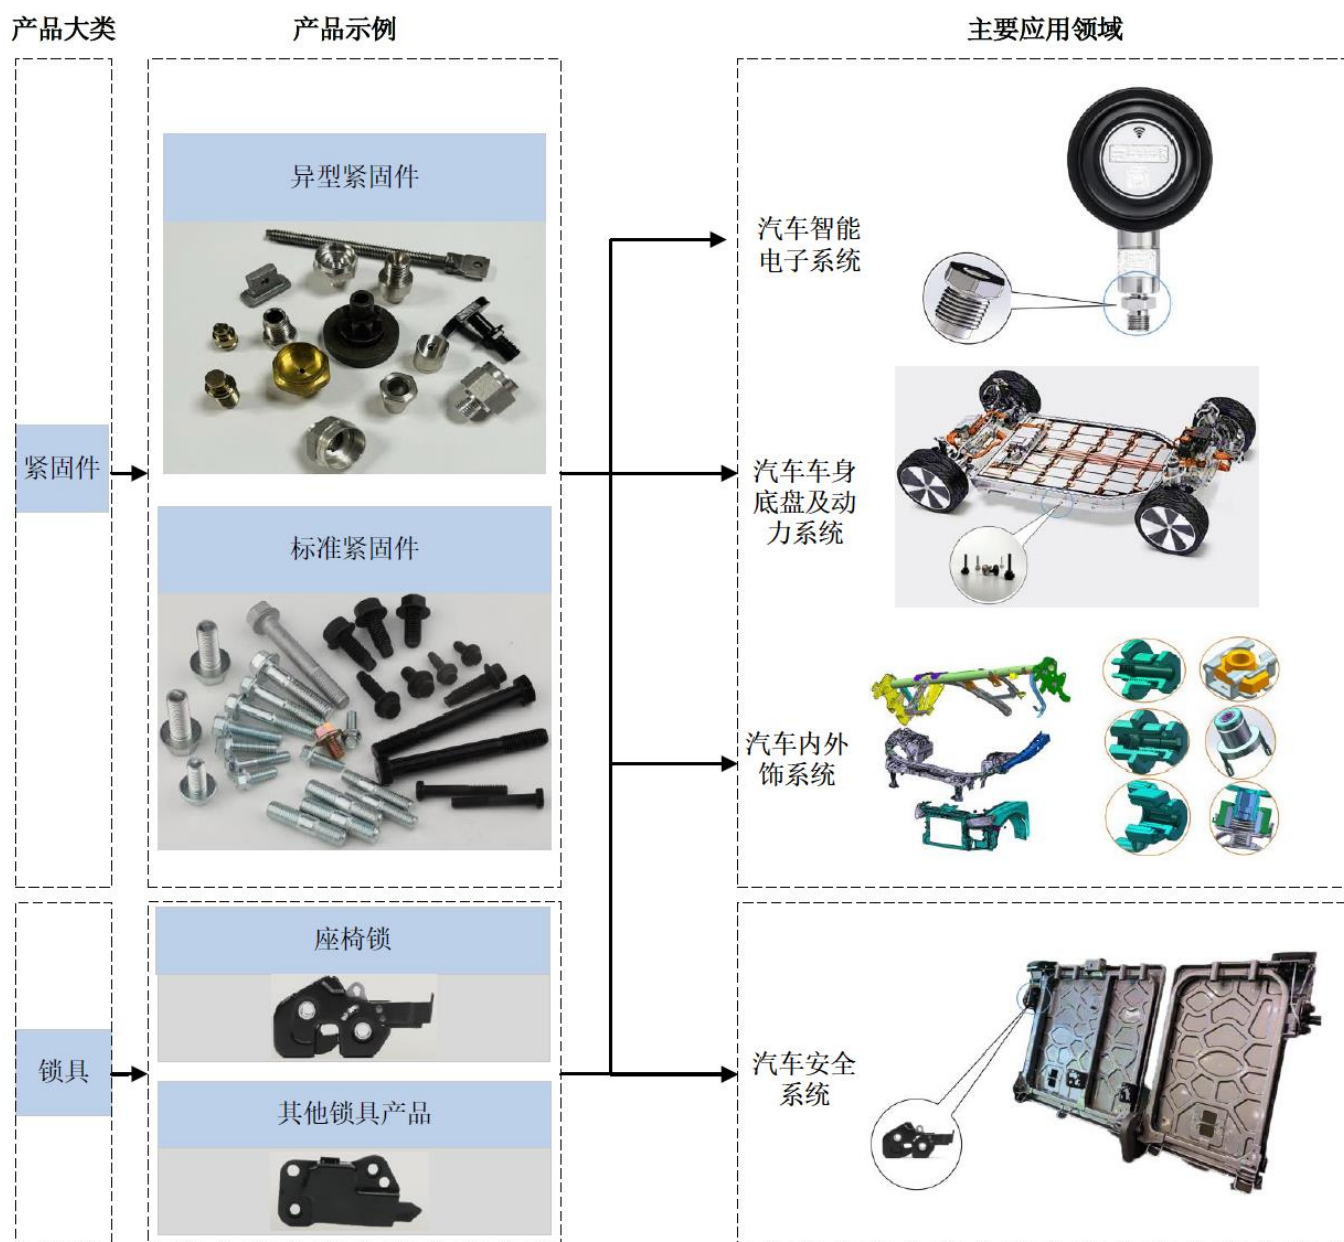 产品大类
产品示例
主要应用领域
紧固件
异型紧固件
标准紧固件
汽车智能
电子系统
汽车车身
底盘及动
力系统
汽车内外
饰系统
锁具
座椅锁
其他锁具产品
汽车安全
系统